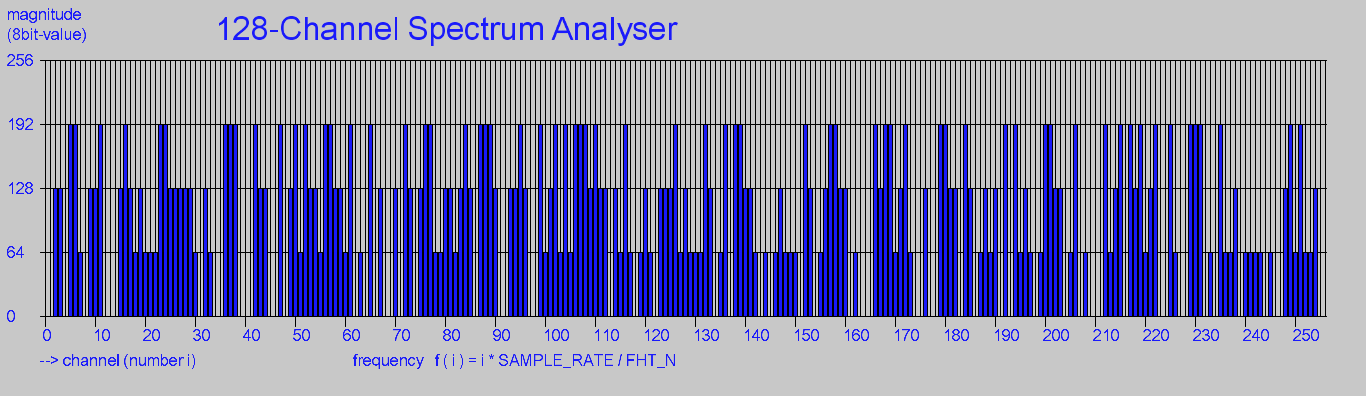 magnitude
(8bit-value)
128-Channel Spectrum Analyser
256
192
128
64
0
0 10 20 30 40 50 60 70 80 90 100 110 120 130 140 150 160 170 180 190 200 210 220 230 240 250
--> channel (number i) frequency f ( i ) = i * SAMPLE_RATE / FHT_N